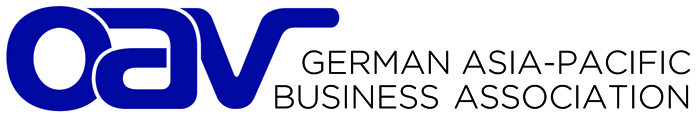 oav
GERMAN ASIA-PACIFIC
BUSINESS ASSOCIATION